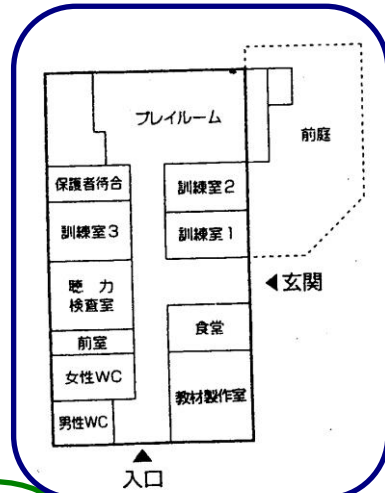 プレイルーム
前庭
保護者待合
訓練室2
訓練室3
訓練室1
聴力
検査室
◀玄関
前室
食堂
女性WC
教材製作室
男性WC
▲
入口